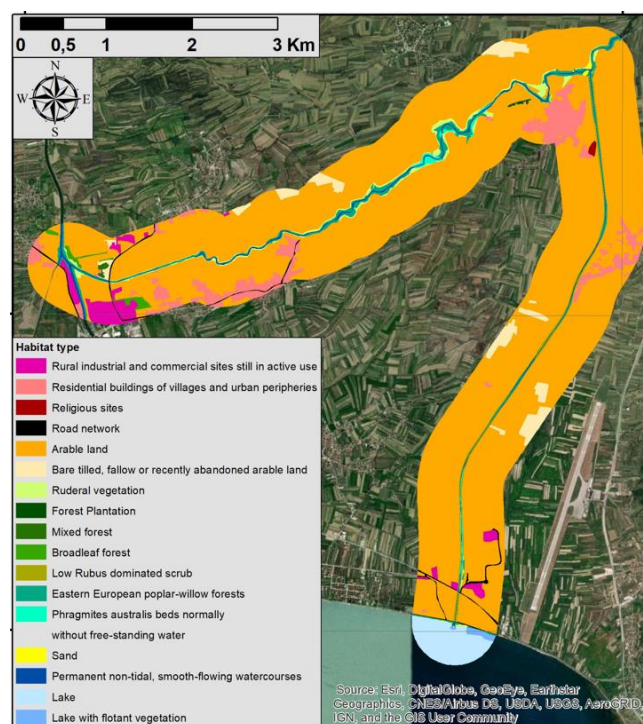 0 0,5 1 2 3 Km
N
W E
S
Habitat type
Rural industrial and commercial sites still in active use
Residential buildings of villages and urban peripheries
Religious sites
Road network
Arable land
Bare tilled, fallow or recently abandoned arable land
Ruderal vegetation
Forest Plantation
Mixed forest
Broadleaf forest
Low Rubus dominated scrub
Eastern European poplar-willow forests
Phragmites australis beds normally
without free-standing water
Sand
Permanent non-tidal, smooth-flowing watercourses
Lake
Lake with flotant vegetation
Source: Esri, DigitalGlobe, GeoEye, Earthstar
Geographics, CNES/Airbus DS, USDA, USGS, AeroGRID,
IGN, and the GIS User Community